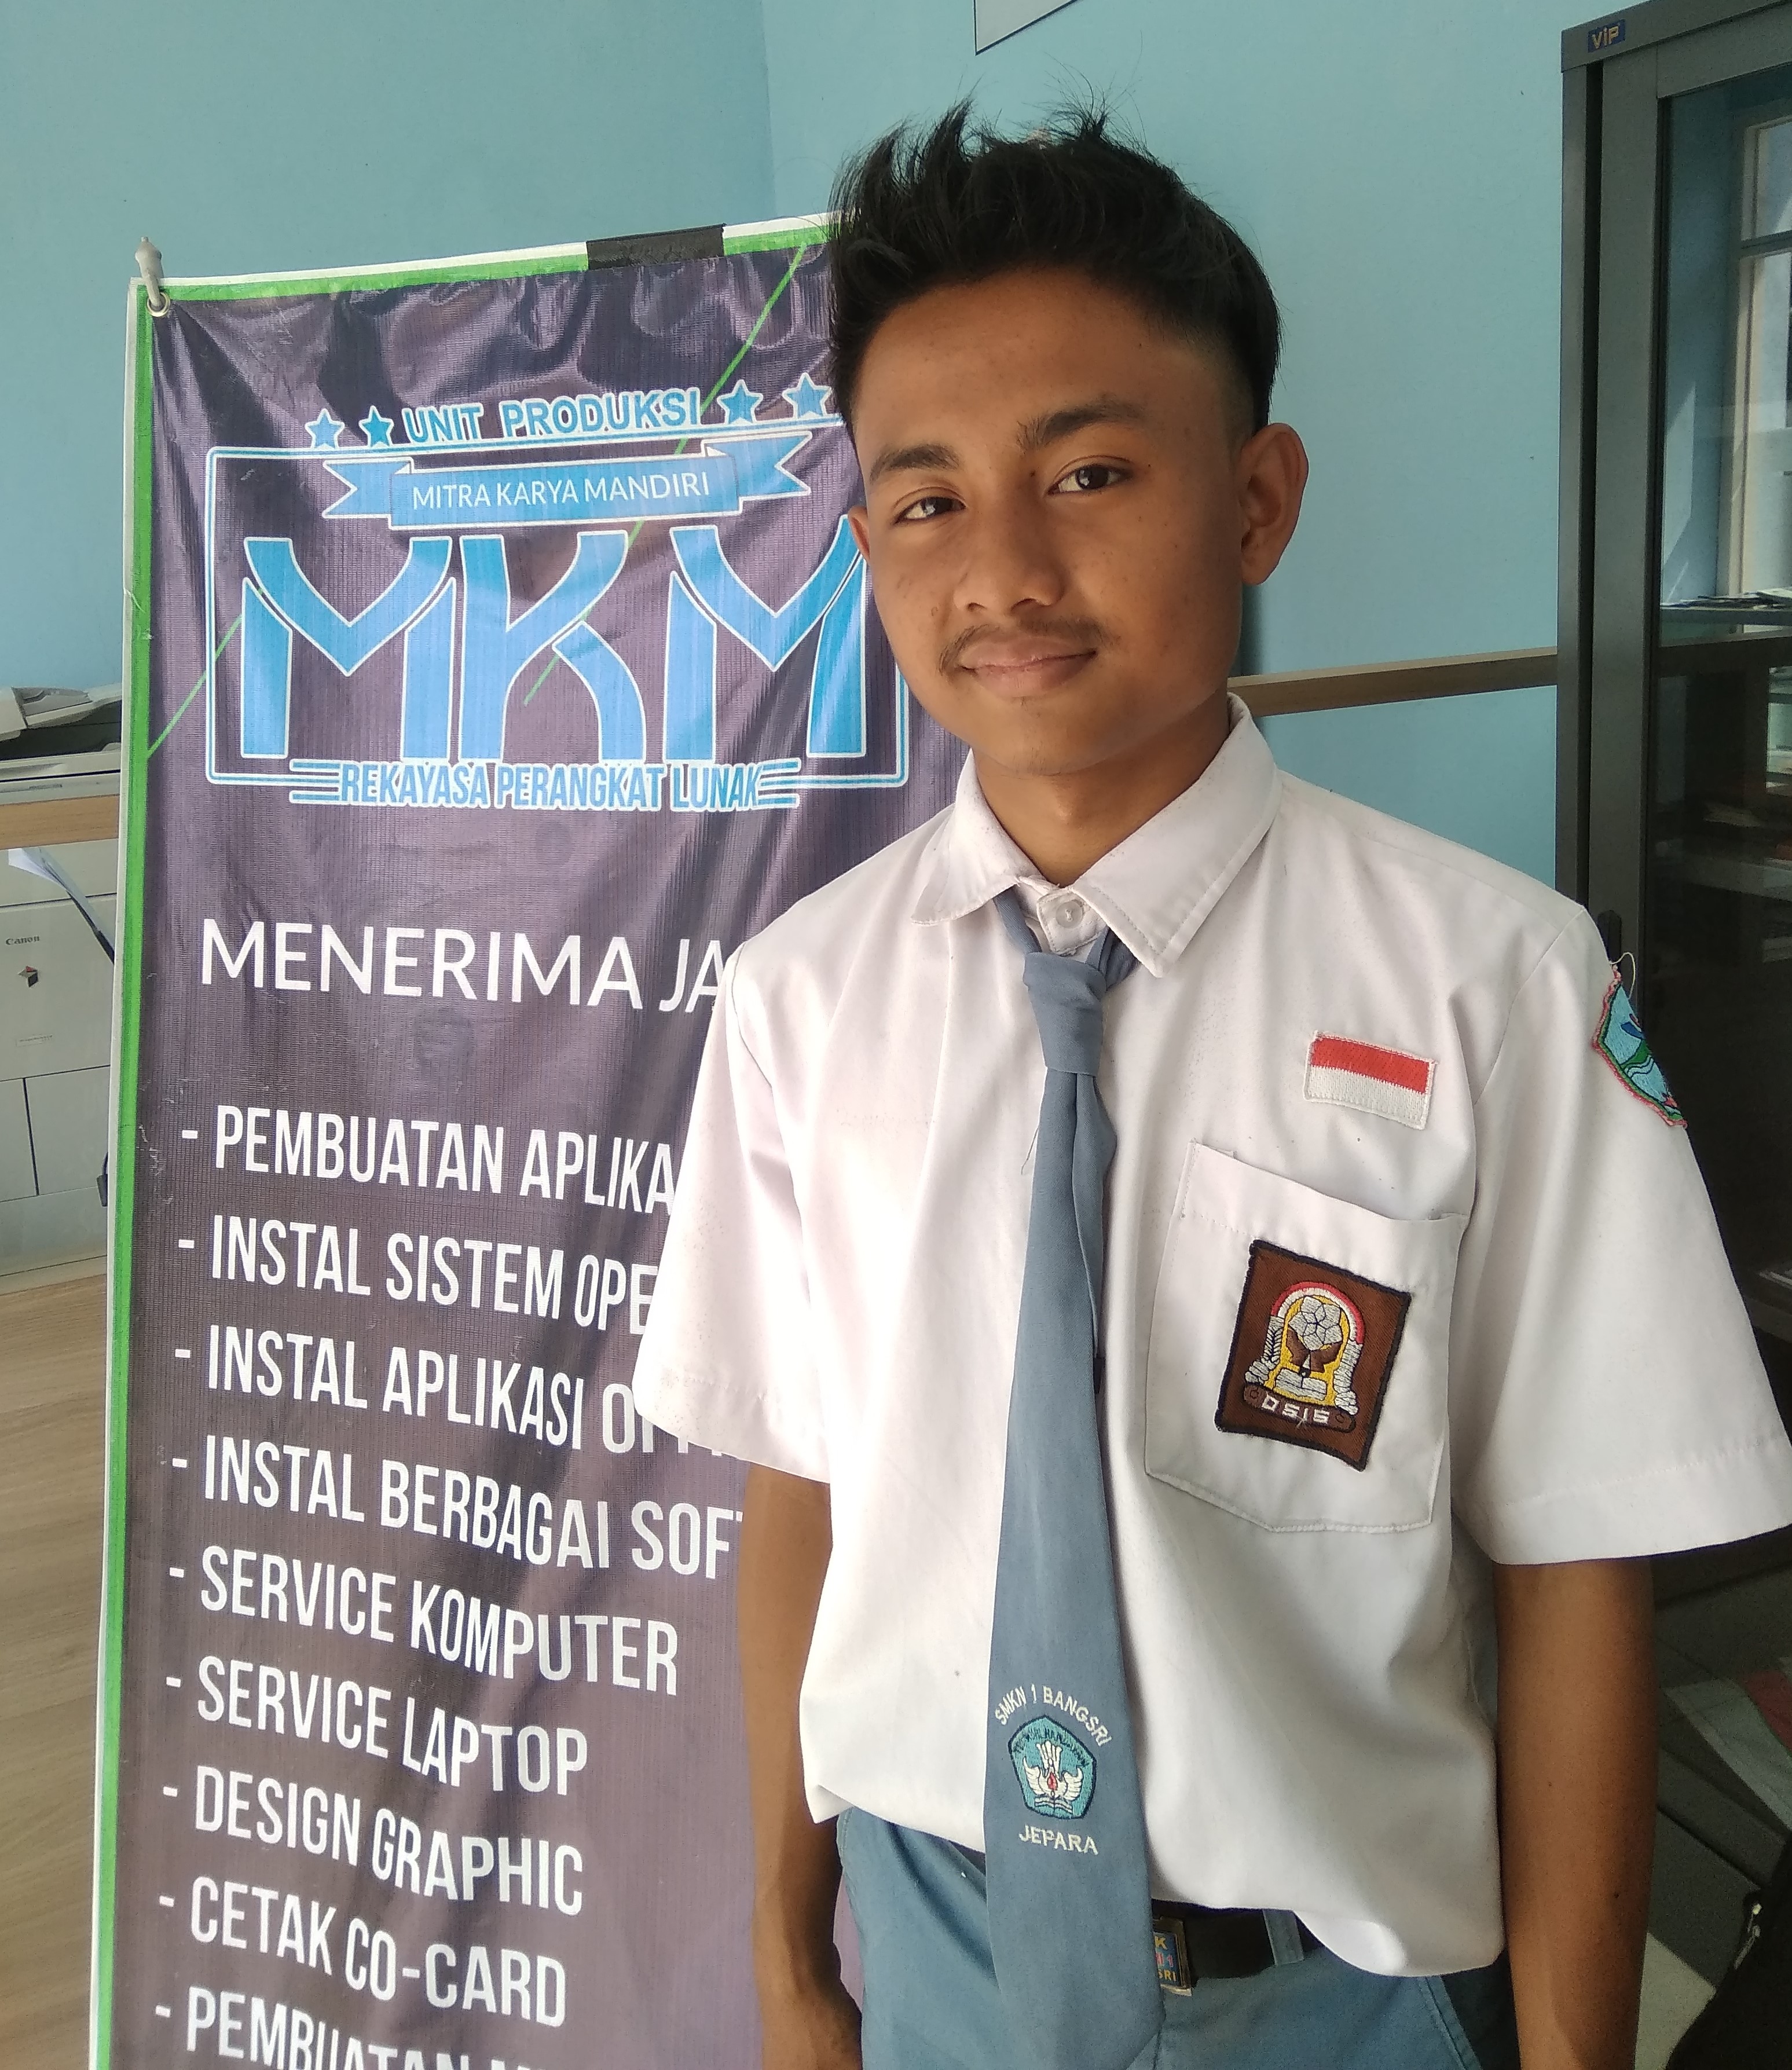 VIP
UNIT PRODUKSI
MITRA KARYA MANDIRI
MKM
REKAYASA PERANGKAT LUNAK
MENERIMA JA
- PEMBUATAN APLIKA
- INSTAL SISTEM OPE
- INSTAL APLIKASI
- INSTAL BERBAGAI SOF
- SERVICE KOMPUTER
- SERVICE LAPTOP
- DESIGN GRAPHIC
- CETAK CO-CARD
- PEMBUATAN
Canon
OSIS
SMKN 1 BANGSRI
JEPARA